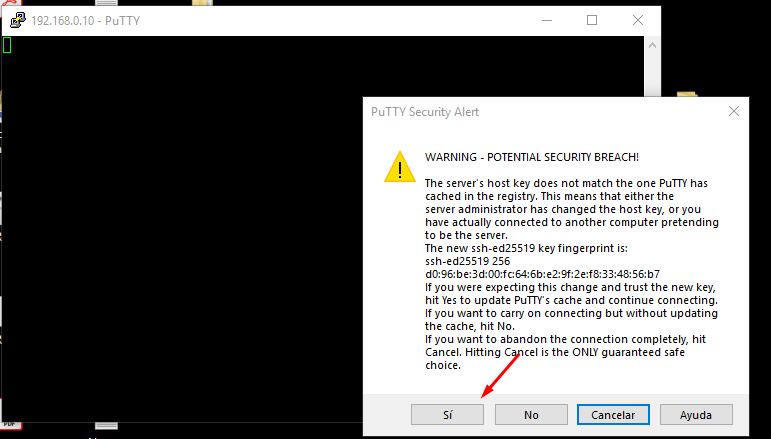 192.168.0.10 - PuTTY
PuTTY Security Alert
WARNING - POTENTIAL SECURITY BREACH!
The server's host key does not match the one PuTTY has
cached in the registry. This means that either the
server administrator has changed the host key, or you
have actually connected to another computer pretending
to be the server.
The new ssh-ed25519 key fingerprint is:
ssh-ed25519 256
d0:96:be:3d:00:fc:64:6b:e2:9f:2e:f8:33:48:56:b7
If you were expecting this change and trust the new key,
hit Yes to update PuTTY's cache and continue connecting.
If you want to carry on connecting but without updating
the cache, hit No.
If you want to abandon the connection completely, hit
Cancel. Hitting Cancel is the ONLY guaranteed safe
choice.
Sí
No
Cancelar
Ayuda
PDF